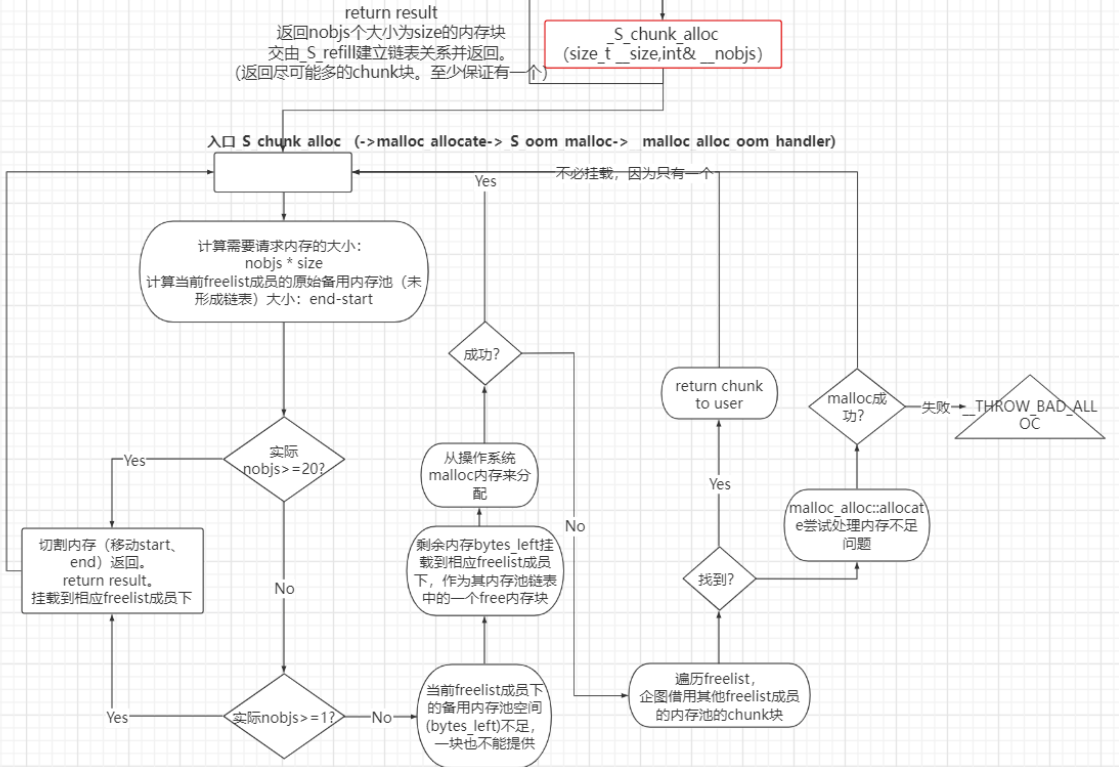 return result
返回nobjs个大小为size的内存块
交由_S_refill建立链表关系并返回。
（返回尽可能多的chunk块。至少保证有一个）
_S_chunk_alloc
（size_t __size,int& __nobjs）
入口 S chunk alloc （->malloc allocate-> S oom malloc-> malloc alloc oom handler)
不必挂载，因为只有一个
Yes
计算需要请求内存的大小：
nobjs * size
计算当前freelist成员的原始备用内存池（未
形成链表）大小：end-start
成功?
return chunk
to user
malloc成
功?
失败
__THROW_BAD_ALL
OC
实际
nobjs>=20?
Yes
从操作系统
malloc内存来分
配
Yes
malloc_alloc::allocat
e尝试处理内存不足
问题
No
切割内存（移动start、
end）返回。
return result。
挂载到相应freelist成员下
剩余内存bytes_left挂
载到相应freelist成员
下，作为其内存池链表
中的一个free内存块
找到?
No
当前freelist成员下
的备用内存池空间
(bytes_left)不足，
一块也不能提供
遍历freelist，
企图借用其他freelist成员
的内存池的chunk块
实际nobjs>=1?
Yes
No